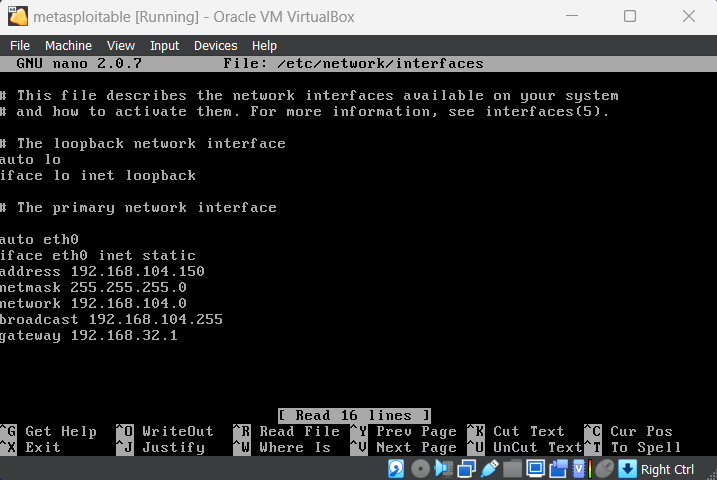 metasploitable [Running] - Oracle VM VirtualBox
File Machine View Input Devices Help
GNU nano 2.0.7 File: /etc/network/interfaces
# This file describes the network interfaces available on your system
# and how to activate them. For more information, see interfaces(5).
# The loopback network interface
auto lo
iface lo inet loopback
# The primary network interface
auto eth0
iface eth0 inet static
address 192.168.104.150
netmask 255.255.255.0
network 192.168.104.0
broadcast 192.168.104.255
gateway 192.168.32.1
[ Read 16 lines ]
^G Get Help ^O WriteOut ^R Read File ^Y Prev Page ^K Cut Text ^C Cur Pos
^X Exit ^J Justify ^W Where Is ^V Next Page ^U UnCut Text ^T To Spell
Right Ctrl